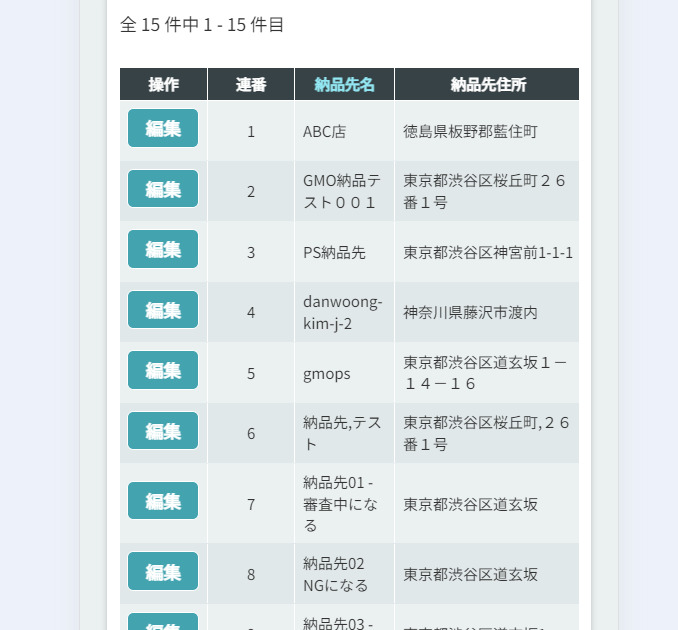 全 15 件中 1 - 15 件目
操作 連番 納品先名 納品先住所
編集 1 ABC店 徳島県板野郡藍住町
編集 2 GMO納品テ 東京都渋谷区桜丘町２６
スト００１ 番１号
編集 3 PS納品先 東京都渋谷区神宮前1-1-1
編集 4 danwoong- 神奈川県藤沢市渡内
kim-j-2
編集 5 gmops 東京都渋谷区道玄坂１－
１４－１６
編集 6 納品先,テス 東京都渋谷区桜丘町,２６
ト 番１号
編集 7 納品先01 - 東京都渋谷区道玄坂
審査中にな
る
編集 8 納品先02 東京都渋谷区道玄坂
NGになる
納品先03 -